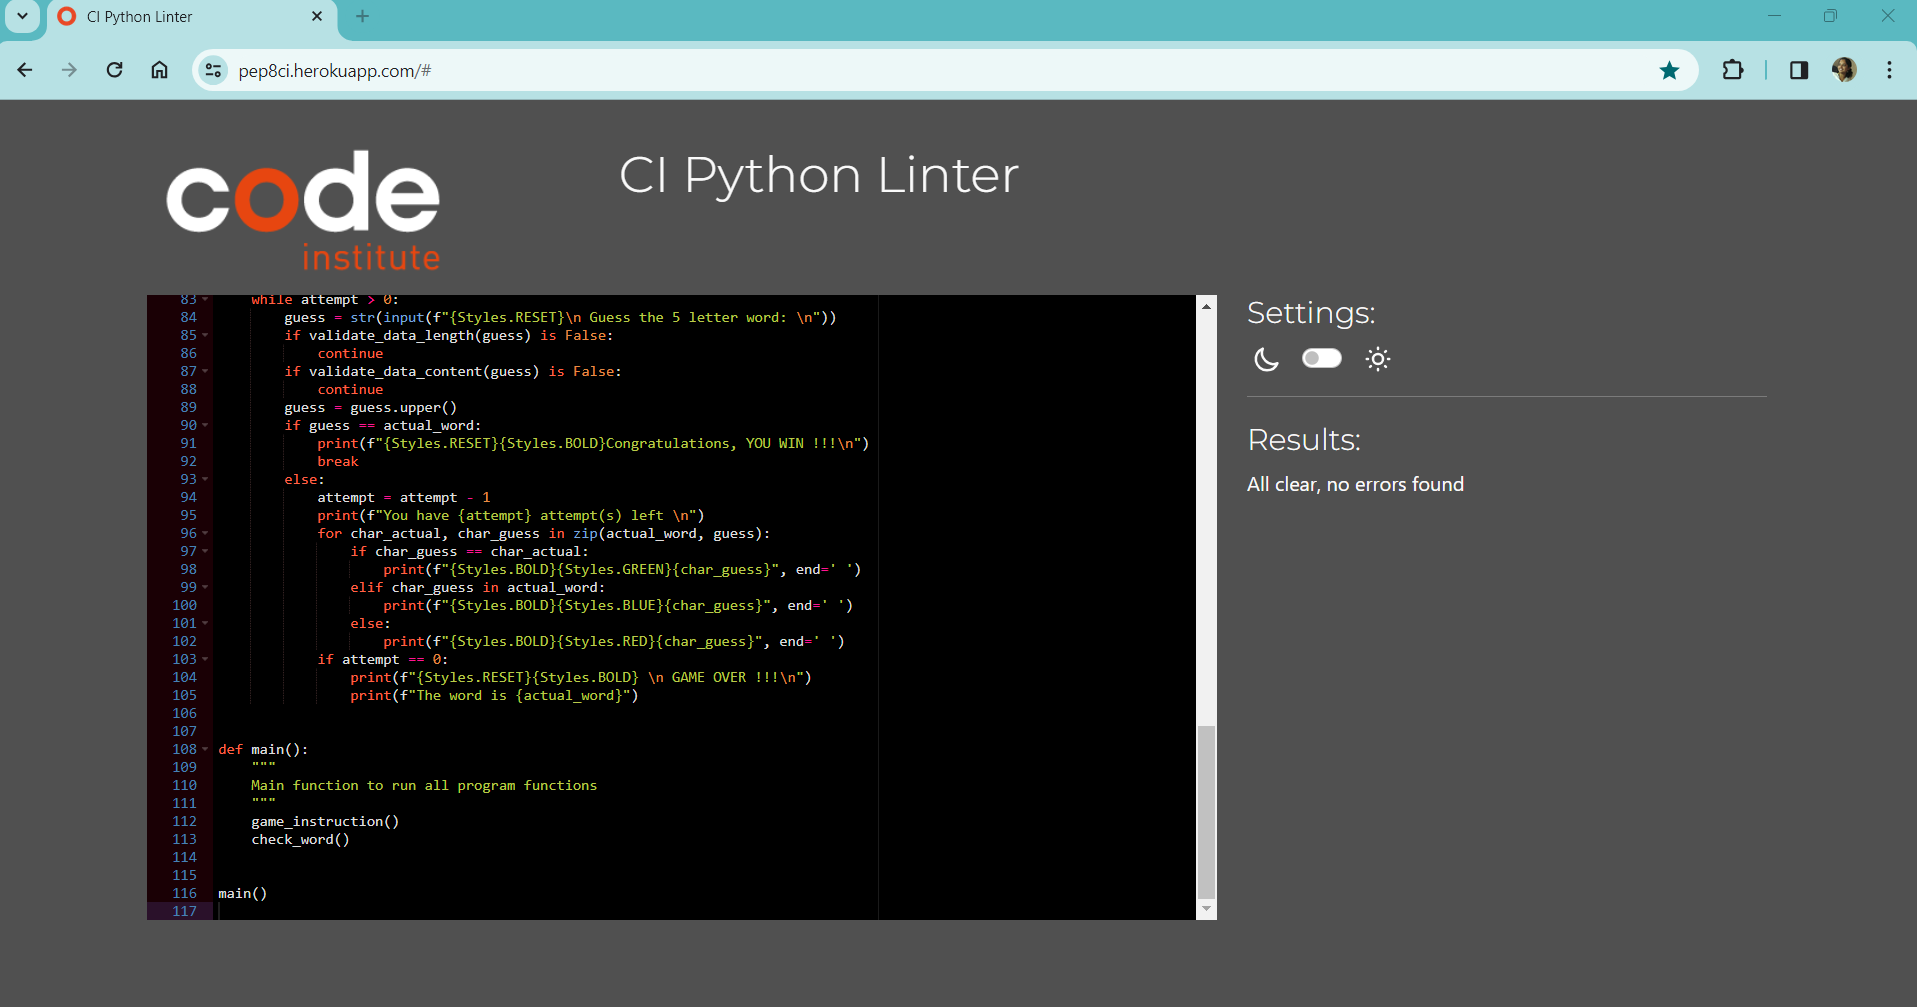 CI Python Linter
pep8ci.herokuapp.com/#
code
institute
CI Python Linter
83     while attempt > 0:
84         guess = str(input(f"{Styles.RESET}\n Guess the 5 letter word: \n"))
85         if validate_data_length(guess) is False:
86             continue
87         if validate_data_content(guess) is False:
88             continue
89         guess = guess.upper()
90         if guess == actual_word:
91             print(f"{Styles.RESET}{Styles.BOLD}Congratulations, YOU WIN !!!\n")
92             break
93         else:
94             attempt = attempt - 1
95             print(f"You have {attempt} attempt(s) left \n")
96             for char_actual, char_guess in zip(actual_word, guess):
97                 if char_guess == char_actual:
98                     print(f"{Styles.BOLD}{Styles.GREEN}{char_guess}", end=' ')
99                 elif char_guess in actual_word:
100                     print(f"{Styles.BOLD}{Styles.BLUE}{char_guess}", end=' ')
101                 else:
102                     print(f"{Styles.BOLD}{Styles.RED}{char_guess}", end=' ')
103             if attempt == 0:
104                 print(f"{Styles.RESET}{Styles.BOLD} \n GAME OVER !!!\n")
105                 print(f"The word is {actual_word}")
106
107
108 def main():
109     """
110     Main function to run all program functions
111     """
112     game_instruction()
113     check_word()
114
115
116 main()
117
Settings:
Results:
All clear, no errors found